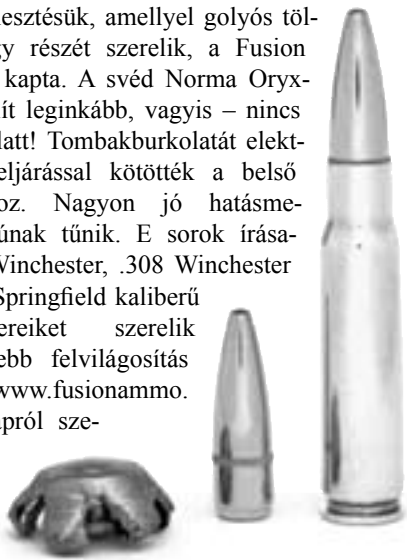 lesztésük, amellyel golyós töl-
gy részét szerelik, a Fusion
kapta. A svéd Norma Oryx-
ít leginkább, vagyis – nincs
latt! Tombakburkolatát elekt-
eljárással kötötték a belső
oz. Nagyon jó hatásme-
únak tűnik. E sorok írása-
Winchester, .308 Winchester
Springfield kaliberű
ereiket szerelik
ebb felvilágosítás
www.fusionammo.
apról sze-